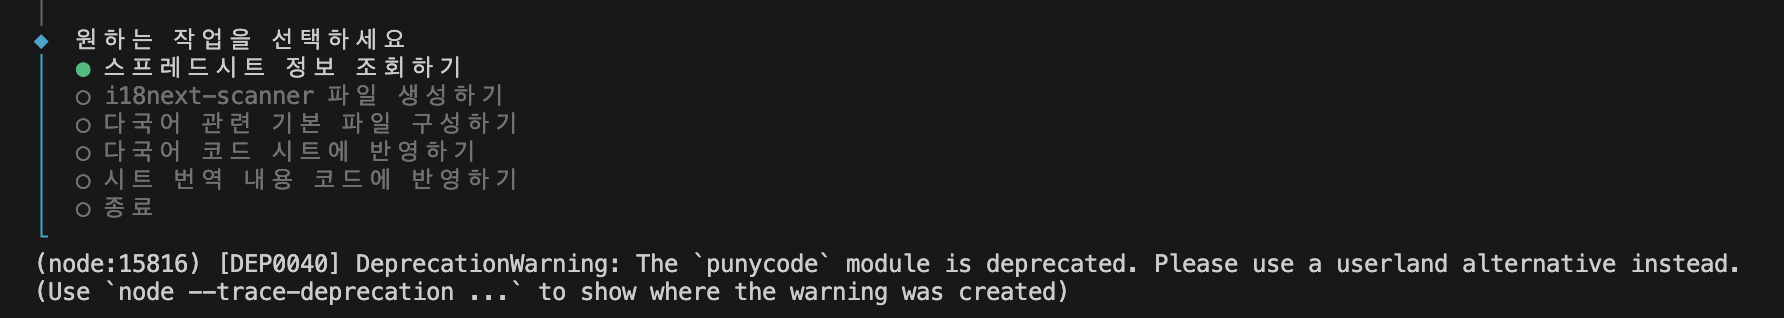 원하는 작업을 선택하세요
스프레드시트 정보 조회하기
i18next-scanner 파일 생성하기
다국어 관련 기본 파일 구성하기
다국어 코드 시트에 반영하기
시트 번역 내용 코드에 반영하기
종료
(node:15816) [DEP0040] DeprecationWarning: The `punycode` module is deprecated. Please use a userland alternative instead.
(Use `node --trace-deprecation ...` to show where the warning was created)